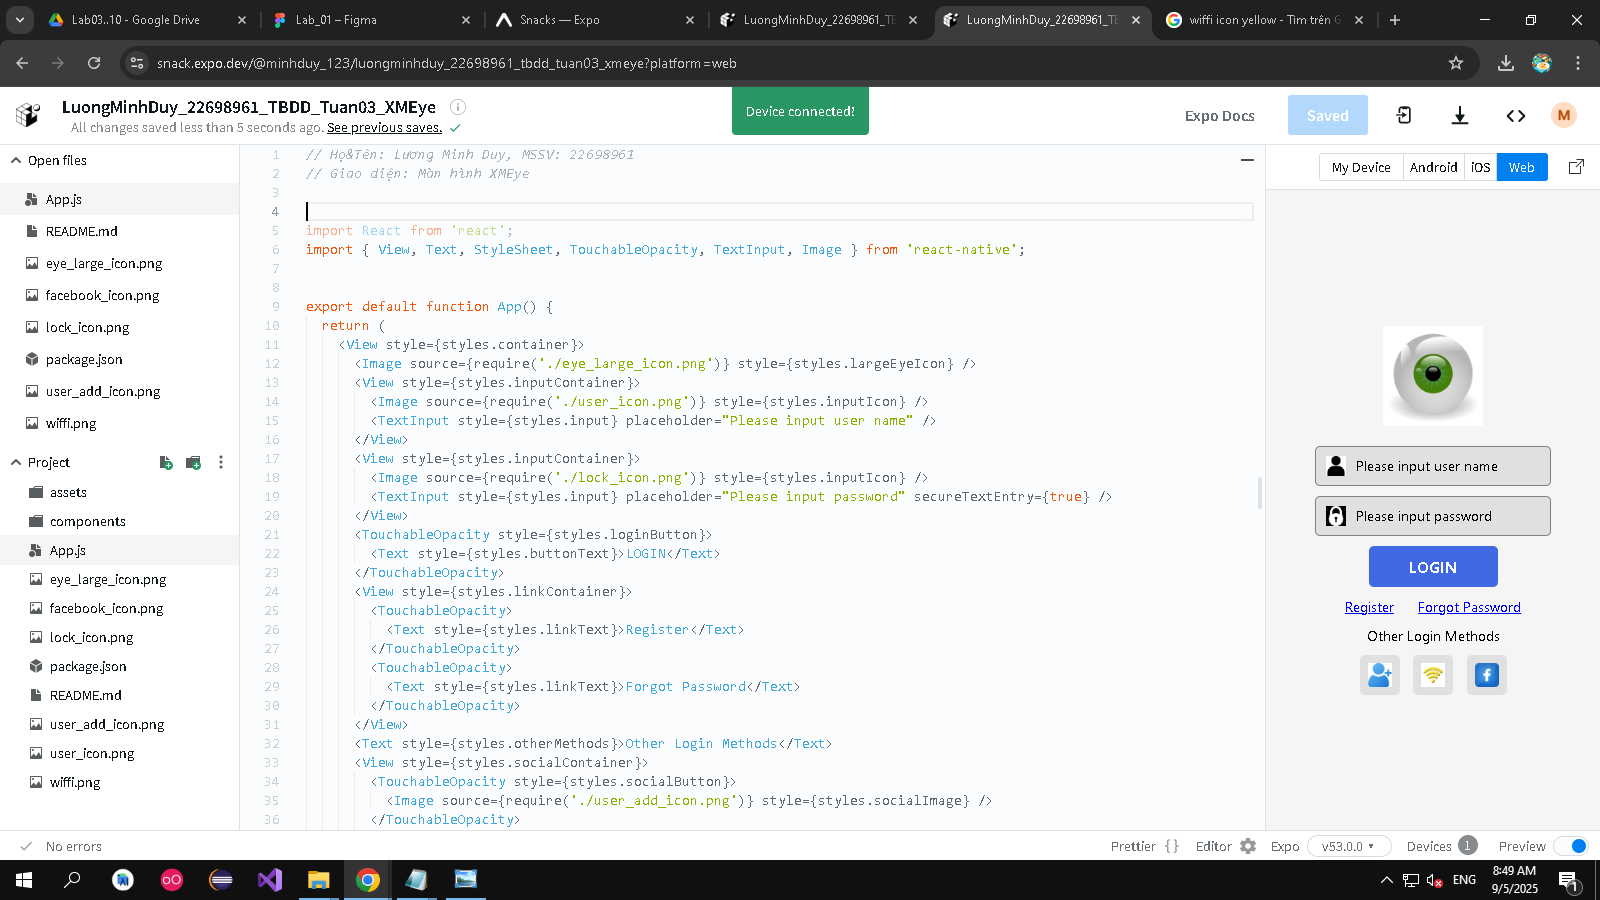 Lab03..10 - Google Drive
Lab_01 – Figma
Snacks — Expo
LuongMinhDuy_22698961_TE
LuongMinhDuy_22698961_TE
wiffi icon yellow - Tìm trên G
snack.expo.dev/@minhduy_123/luongminhduy_22698961_tbdd_tuan03_xmeye?platform=web
LuongMinhDuy_22698961_TBDD_Tuan03_XMEye
All changes saved less than 5 seconds ago. See previous saves.
Device connected!
Expo Docs
Saved
M
Open files
App.js
README.md
eye_large_icon.png
facebook_icon.png
lock_icon.png
package.json
user_add_icon.png
wiffi.png
Project
assets
components
App.js
eye_large_icon.png
facebook_icon.png
lock_icon.png
package.json
README.md
user_add_icon.png
user_icon.png
wiffi.png
1 // Họ&Tên: Lương Minh Duy, MSSV: 22698961
2 // Giao diện: Màn hình XMEye
3
4
5 import React from 'react';
6 import { View, Text, StyleSheet, TouchableOpacity, TextInput, Image } from 'react-native';
7
8
9 export default function App() {
10 return (
11 <View style={styles.container}>
12 <Image source={require('./eye_large_icon.png')} style={styles.largeEyeIcon} />
13 <View style={styles.inputContainer}>
14 <Image source={require('./user_icon.png')} style={styles.inputIcon} />
15 <TextInput style={styles.input} placeholder="Please input user name" />
16 </View>
17 <View style={styles.inputContainer}>
18 <Image source={require('./lock_icon.png')} style={styles.inputIcon} />
19 <TextInput style={styles.input} placeholder="Please input password" secureTextEntry={true} />
20 </View>
21 <TouchableOpacity style={styles.loginButton}>
22 <Text style={styles.buttonText}>LOGIN</Text>
23 </TouchableOpacity>
24 <View style={styles.linkContainer}>
25 <TouchableOpacity>
26 <Text style={styles.linkText}>Register</Text>
27 </TouchableOpacity>
28 <TouchableOpacity>
29 <Text style={styles.linkText}>Forgot Password</Text>
30 </TouchableOpacity>
31 </View>
32 <Text style={styles.otherMethods}>Other Login Methods</Text>
33 <View style={styles.socialContainer}>
34 <TouchableOpacity style={styles.socialButton}>
35 <Image source={require('./user_add_icon.png')} style={styles.socialImage} />
36 </TouchableOpacity>
My Device
Android
iOS
Web
Please input user name
Please input password
LOGIN
Register
Forgot Password
Other Login Methods
No errors
Prettier
Editor
Expo
v53.0.0
Devices
1
Preview
ENG
8:49 AM
9/5/2025
1